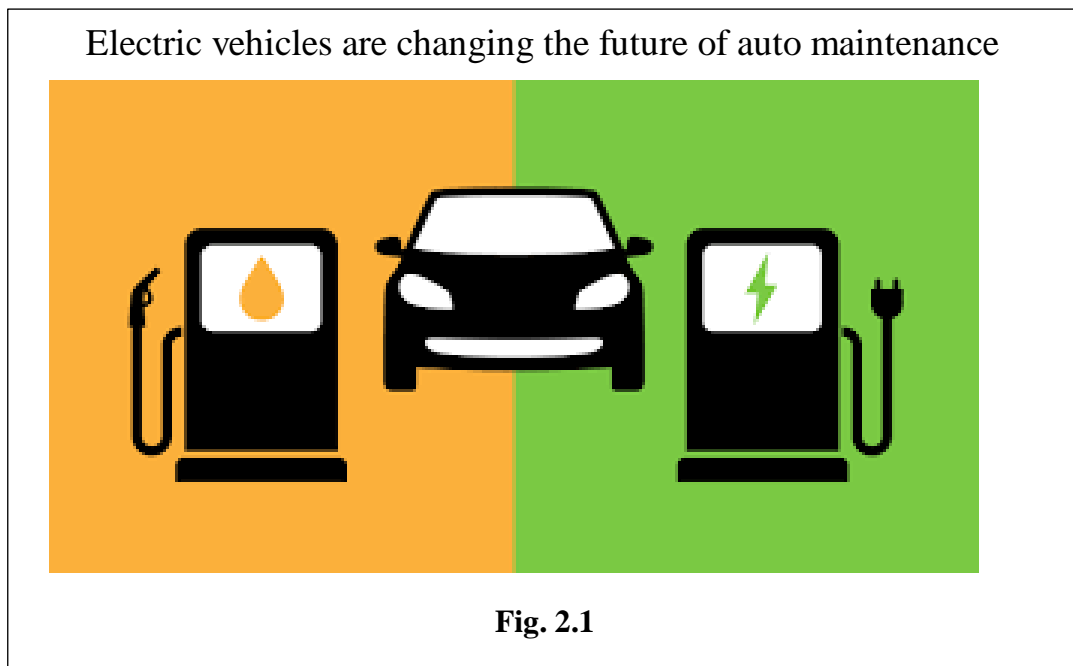 Electric vehicles are changing the future of auto maintenance
Fig. 2.1